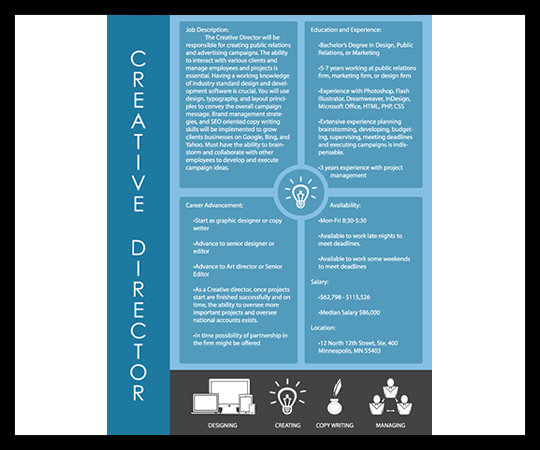 CREATIVE DIRECTOR
Job Description:
The Creative Director will be
responsible for creating public relations
and advertising campaigns. The ability
to interact with various clients and
manage employees and projects is
essential. Having a working knowledge
of industry standard design and devel-
opment software is crucial. You will use
design, typography, and layout princi-
ples to convey the overall campaign
message. Brand management strate-
gies, and SEO oriented copy writing
skills will be implemented to grow
clients businesses on Google, Bing, and
Yahoo. Must have the ability to brain-
storm and collaborate with other
employees to develop and execute
campaign ideas.
Education and Experience:
•Bachelor's Degree in Design, Public
Relations, or Marketing
•5-7 years working at public relations
firm, marketing firm, or design firm
•Experience with Photoshop, Flash
Illustrator, Dreamweaver, InDesign,
Microsoft Office, HTML, PHP, CSS
•Extensive experience planning
brainstorming, developing, budget-
ing, supervising, meeting deadlines
and executing campaigns is indis-
pensable.
•3 years experience with project
management
Career Advancement:
•Start as graphic designer or copy
writer
•Advance to senior designer or
editor
•Advance to Art director or Senior
Editor
•As a Creative director, once projects
start are finished successfully and on
time, the ability to oversee more
important projects and oversee
national accounts exists.
•In time possibility of partnership in
the firm might be offered
Availability:
•Mon-Fri 8:30-5:30
•Available to work late nights to
meet deadlines.
•Available to work some weekends
to meet deadlines
Salary:
•$62,798 - $115,526
•Median Salary $86,000
Location:
•12 North 12th Street, Ste. 400
Minneapolis, MN 55403
DESIGNING
CREATING
COPY WRITING
MANAGING